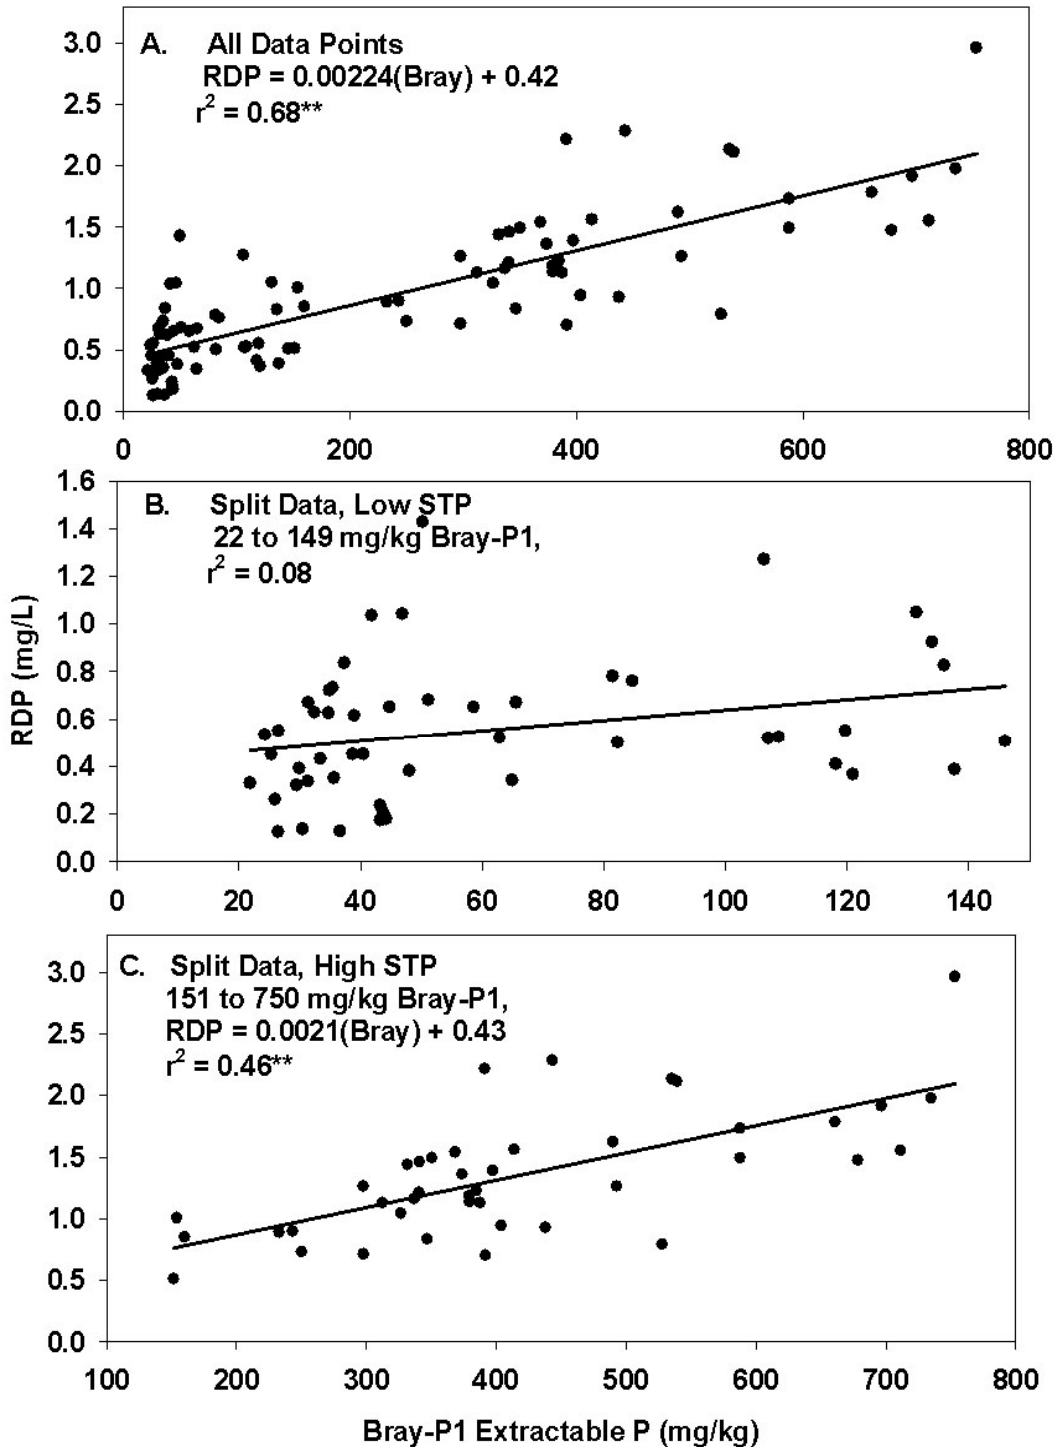 A. All Data Points
RDP = 0.00224(Bray) + 0.42
r² = 0.68**
3.0
2.5
2.0
1.5
1.0
0.5
0.0
0 200 400 600 800
B. Split Data, Low STP
22 to 149 mg/kg Bray-P1,
r² = 0.08
1.6
1.4
1.2
1.0
0.8
0.6
0.4
0.2
0.0
0 20 40 60 80 100 120 140
RDP (mg/L)
C. Split Data, High STP
151 to 750 mg/kg Bray-P1,
RDP = 0.0021(Bray) + 0.43
r² = 0.46**
3.0
2.5
2.0
1.5
1.0
0.5
0.0
100 200 300 400 500 600 700 800
Bray-P1 Extractable P (mg/kg)